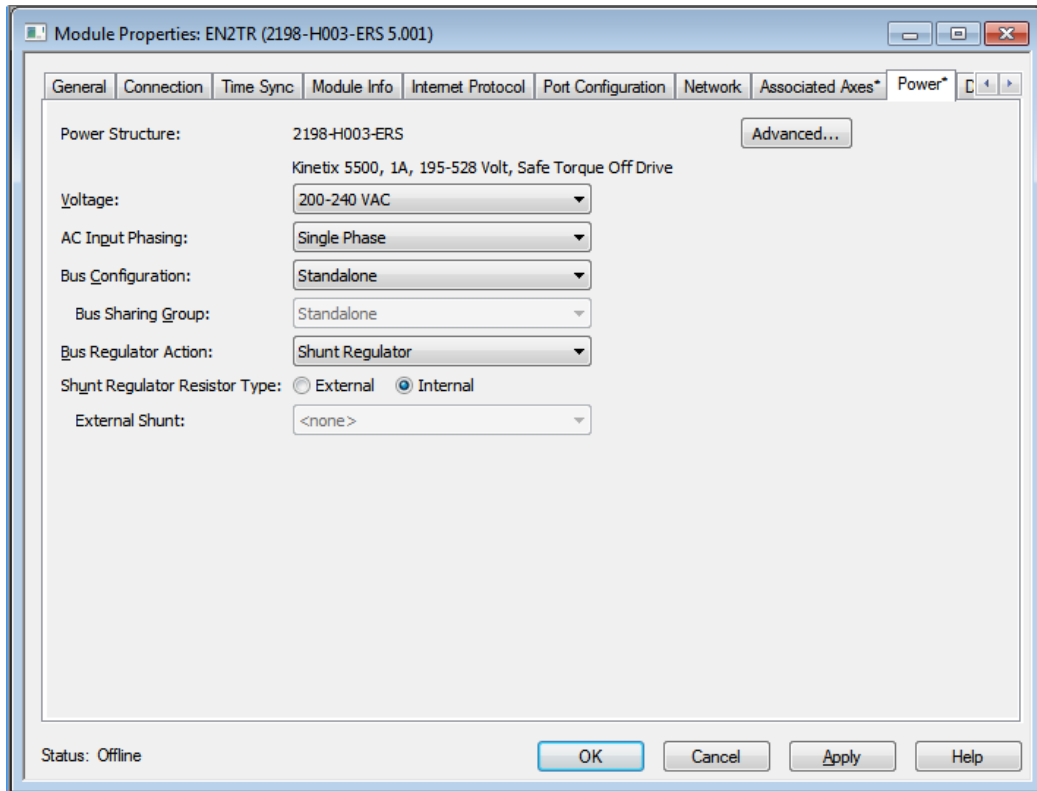 Module Properties: EN2TR (2198-H003-ERS 5.001)
General Connection Time Sync Module Info Internet Protocol Port Configuration Network Associated Axes* Power*
Power Structure: 2198-H003-ERS Advanced...
Kinetix 5500, 1A, 195-528 Volt, Safe Torque Off Drive
Voltage: 200-240 VAC
AC Input Phasing: Single Phase
Bus Configuration: Standalone
Bus Sharing Group: Standalone
Bus Regulator Action: Shunt Regulator
Shunt Regulator Resistor Type: External Internal
External Shunt: <none>
Status: Offline OK Cancel Apply Help